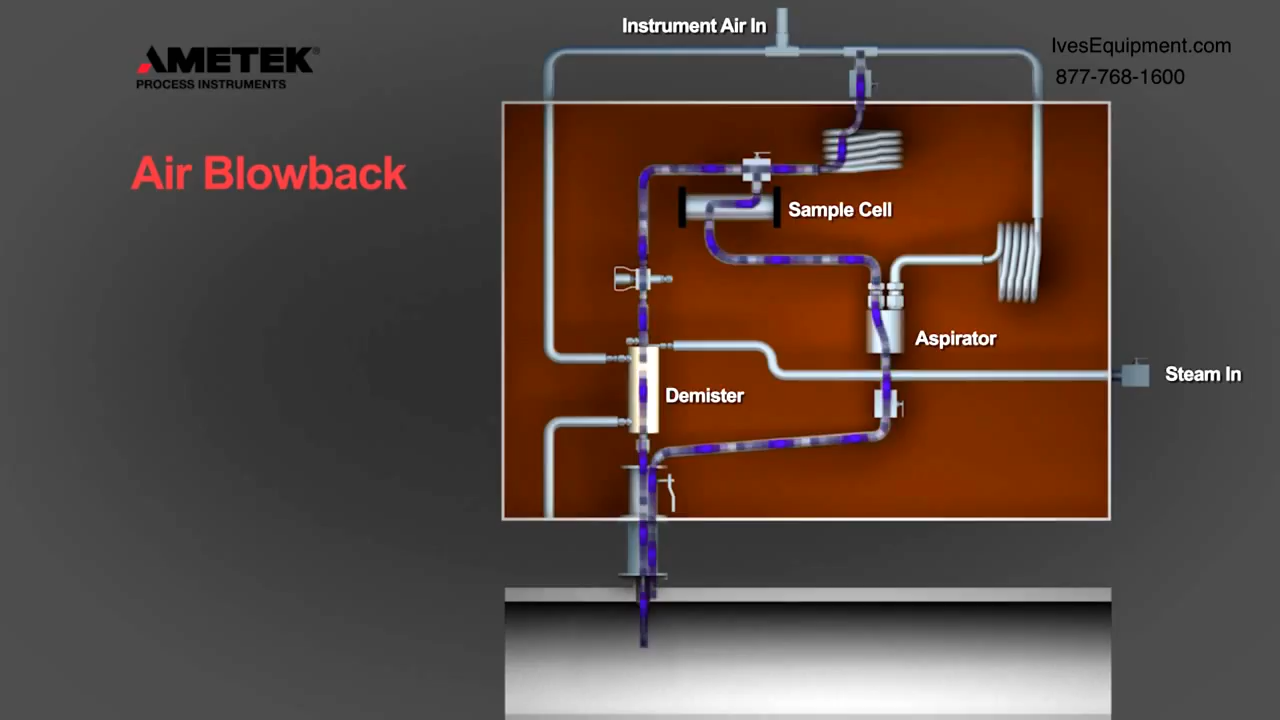 Instrument Air In
IvesEquipment.com
877-768-1600
AMETEK®
PROCESS INSTRUMENTS
Air Blowback
Sample Cell
Aspirator
Steam In
Demister